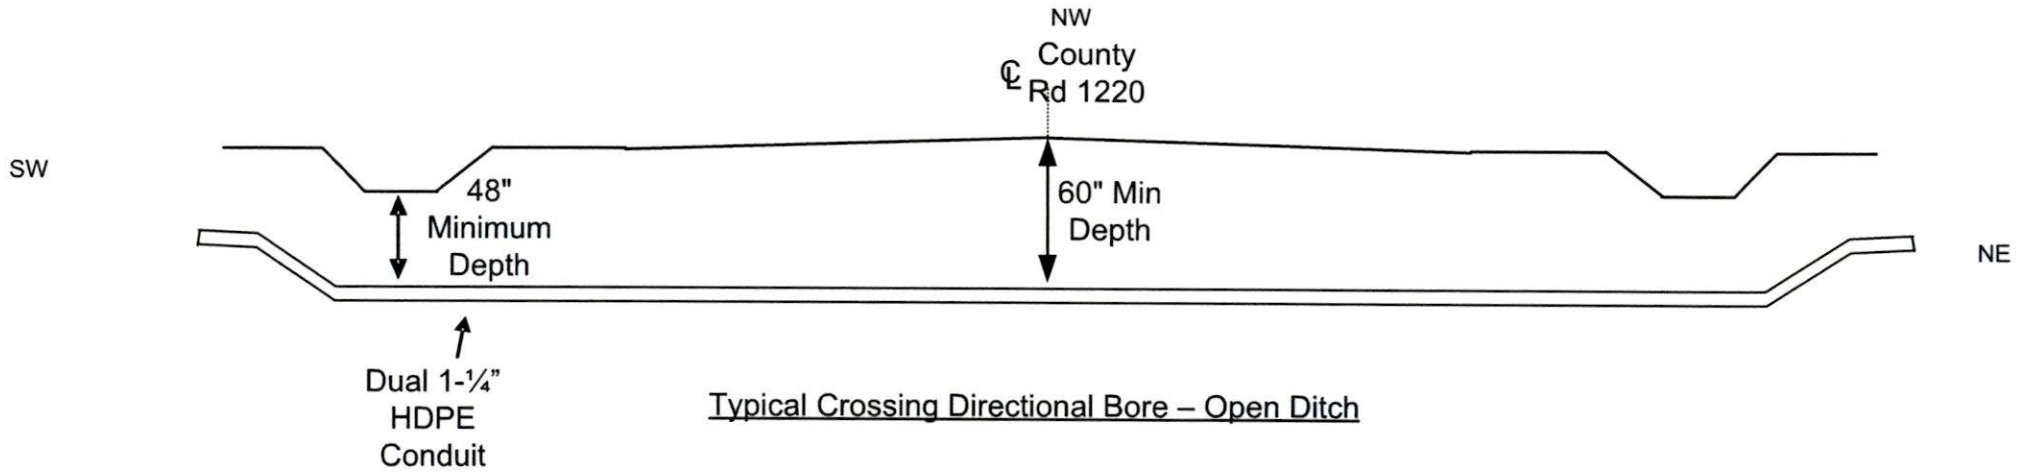 NW
County
℄ Rd 1220
SW
48"
Minimum
Depth
60" Min
Depth
NE
Dual 1-¼”
HDPE
Conduit
Typical Crossing Directional Bore – Open Ditch